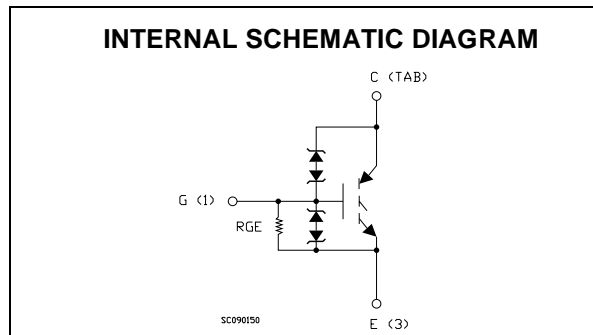 INTERNAL SCHEMATIC DIAGRAM
C (TAB)
G (1)
RGE
SC090150
E (3)